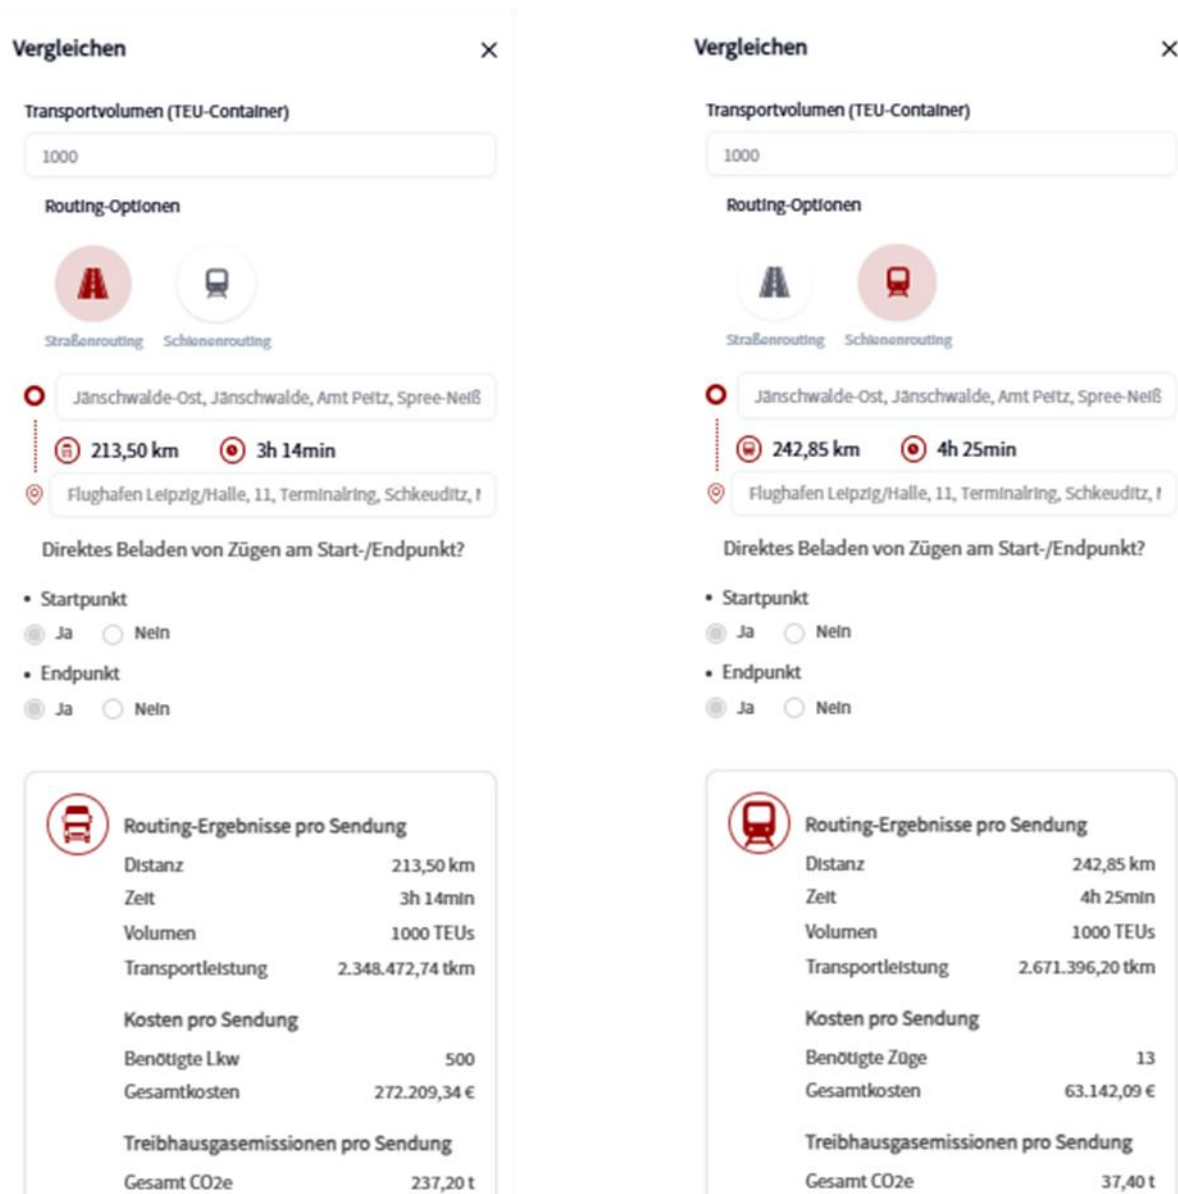 Vergleichen
Transportvolumen (TEU-Container)
1000
Routing-Optionen
Straßenrouting Schienenrouting
Jänschwalde-Ost, Jänschwalde, Amt Peitz, Spree-Neiß
213,50 km 3h 14min
Flughafen Leipzig/Halle, 11, Terminalring, Schkeuditz,
Direktes Beladen von Zügen am Start-/Endpunkt?
• Startpunkt
Ja Nein
• Endpunkt
Ja Nein
Routing-Ergebnisse pro Sendung
Distanz 213,50 km
Zeit 3h 14min
Volumen 1000 TEUs
Transportleistung 2.348.472,74 tkm
Kosten pro Sendung
Benötigte Lkw 500
Gesamtkosten 272.209,34 €
Treibhausgasemissionen pro Sendung
Gesamt CO2e 237,20 t
Vergleichen
Transportvolumen (TEU-Container)
1000
Routing-Optionen
Straßenrouting Schienenrouting
Jänschwalde-Ost, Jänschwalde, Amt Peitz, Spree-Neiß
242,85 km 4h 25min
Flughafen Leipzig/Halle, 11, Terminalring, Schkeuditz,
Direktes Beladen von Zügen am Start-/Endpunkt?
• Startpunkt
Ja Nein
• Endpunkt
Ja Nein
Routing-Ergebnisse pro Sendung
Distanz 242,85 km
Zeit 4h 25min
Volumen 1000 TEUs
Transportleistung 2.671.396,20 tkm
Kosten pro Sendung
Benötigte Züge 13
Gesamtkosten 63.142,09 €
Treibhausgasemissionen pro Sendung
Gesamt CO2e 37,40 t